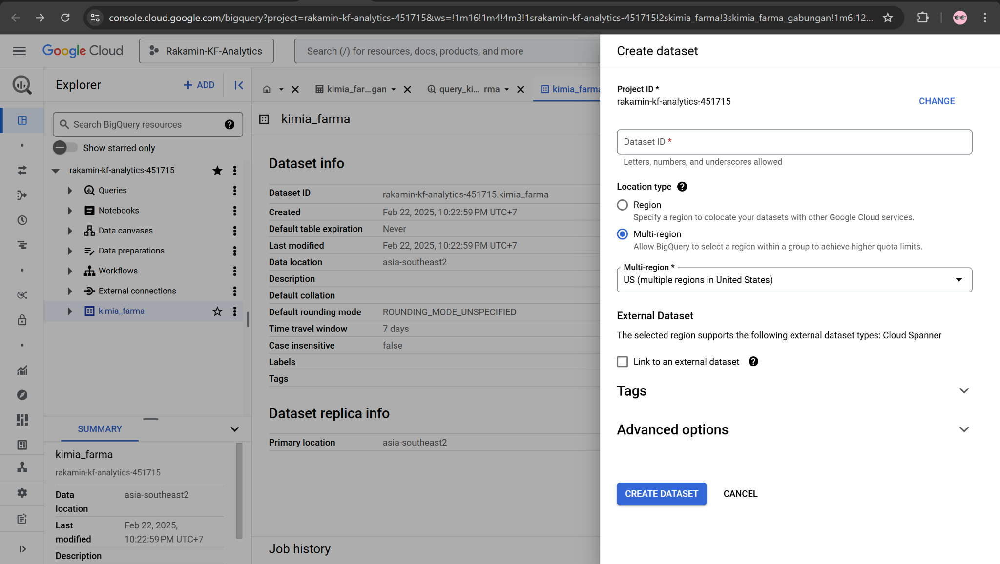 console.cloud.google.com/bigquery?project=rakamin-kf-analytics-451715&ws=!1m16!1m4!4m3!1srakamin-kf-analytics-451715!2skimia_farma!3skimia_farma_gabungan!1m6!12...
Google Cloud
Rakamin-KF-Analytics
Search (/) for resources, docs, products, and more
Explorer
+ ADD
Search BigQuery resources
Show starred only
rakamin-kf-analytics-451715
Queries
Notebooks
Data canvases
Data preparations
Workflows
External connections
kimia_farma
SUMMARY
kimia_farma
rakamin-kf-analytics-451715
Data location asia-southeast2
Last modified Feb 22, 2025, 10:22:59 PM UTC+7
Description
kimia_far...gan
query_ki... rma
kimia_farma
kimia_farma
Dataset info
Dataset ID rakamin-kf-analytics-451715.kimia_farma
Created Feb 22, 2025, 10:22:59 PM UTC+7
Default table expiration Never
Last modified Feb 22, 2025, 10:22:59 PM UTC+7
Data location asia-southeast2
Description
Default collation
Default rounding mode ROUNDING_MODE_UNSPECIFIED
Time travel window 7 days
Case insensitive false
Labels
Tags
Dataset replica info
Primary location asia-southeast2
Job history
Create dataset
Project ID *
rakamin-kf-analytics-451715
CHANGE
Dataset ID *
Letters, numbers, and underscores allowed
Location type
Region
Specify a region to colocate your datasets with other Google Cloud services.
Multi-region
Allow BigQuery to select a region within a group to achieve higher quota limits.
Multi-region *
US (multiple regions in United States)
External Dataset
The selected region supports the following external dataset types: Cloud Spanner
Link to an external dataset
Tags
Advanced options
CREATE DATASET
CANCEL